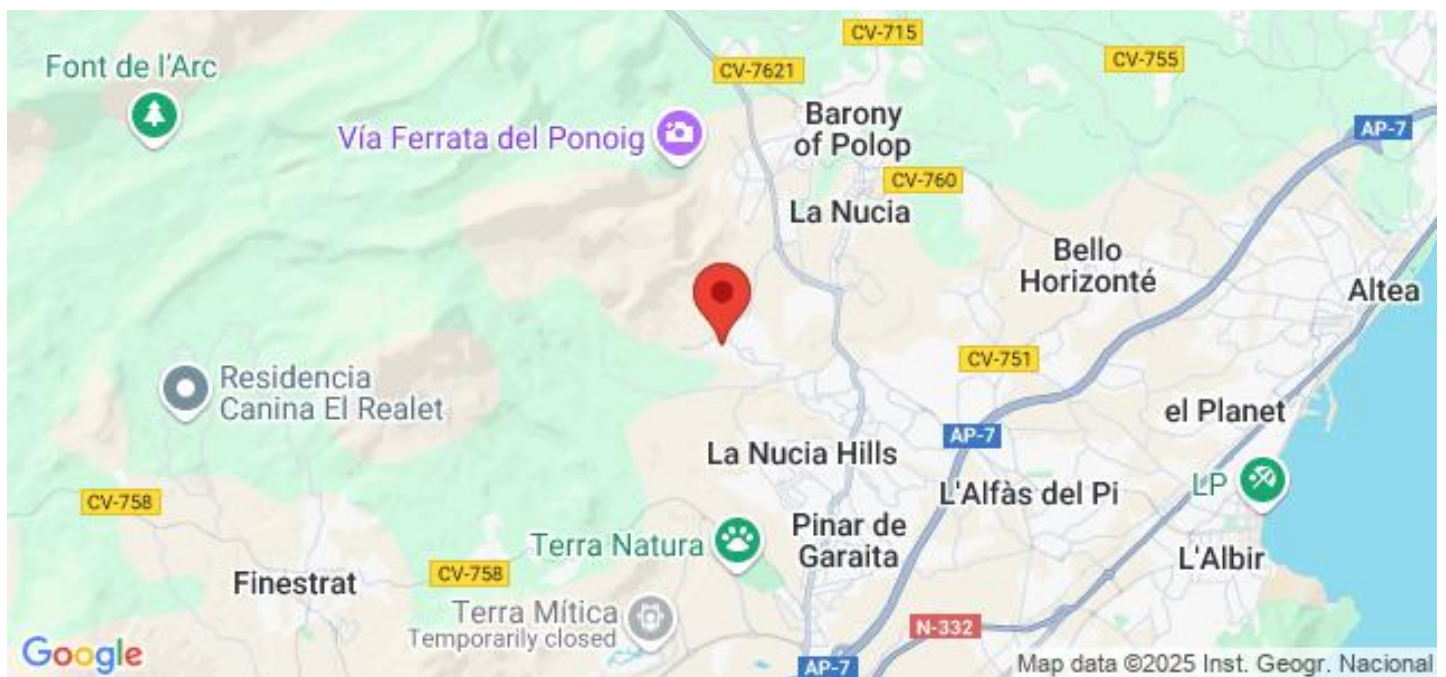 CV-715
CV-755
Font de l'Arc
CV-7621
Barony
of Polop
AP-7
Vía Ferrata del Ponoig
CV-760
La Nucia
Bello
Horizonté
Altea
CV-751
Residencia
Canina El Realet
el Planet
AP-7
La Nucia Hills
LP
L'Alfàs del Pi
CV-758
Pinar de
Garaita
Terra Natura
L'Albir
CV-758
Finestrat
Terra Mítica
Temporarily closed
N-332
Google
AP-7
Map data ©2025 Inst. Geogr. Nacional